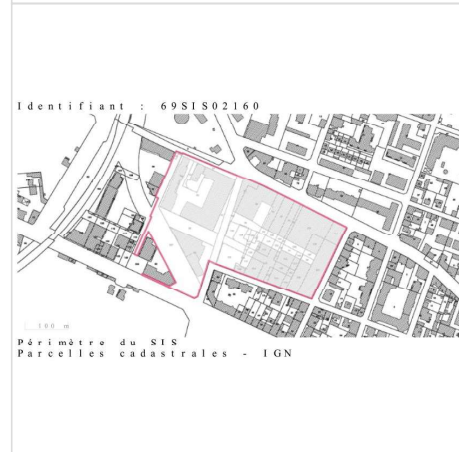 Identifiant : 69SIS02160
100 m
Périmètre du SIS
Parcelles cadastrales - IGN